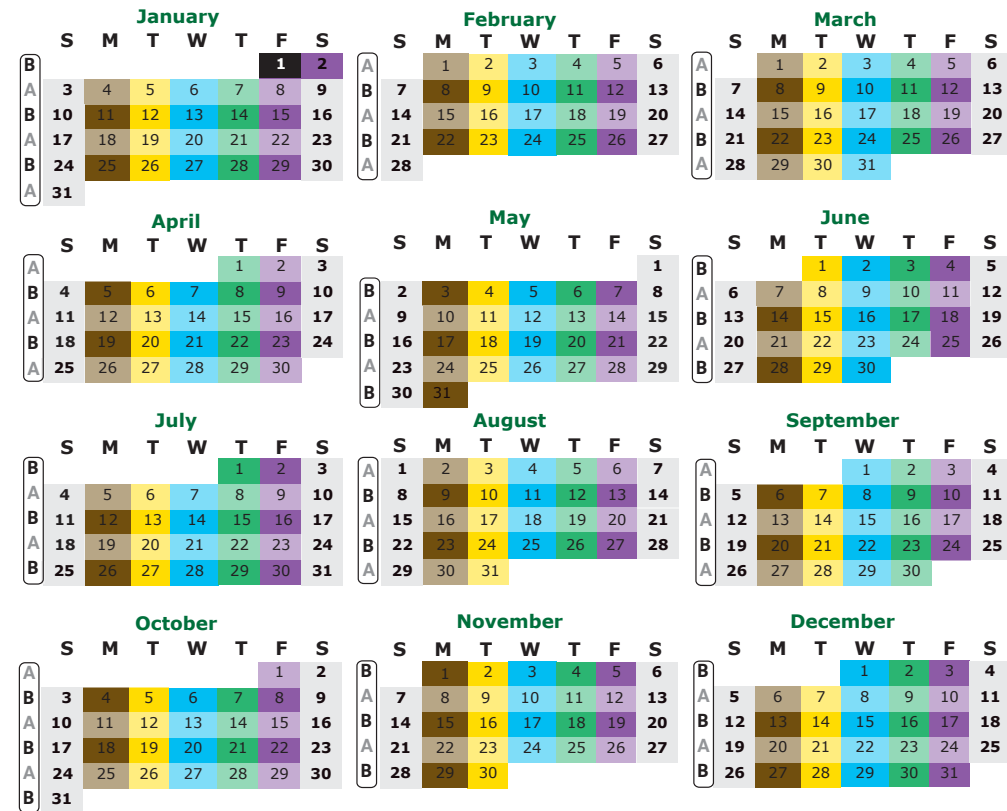 January
S M T W T F S
B 1 2
A 3 4 5 6 7 8 9
B 10 11 12 13 14 15 16
A 17 18 19 20 21 22 23
B 24 25 26 27 28 29 30
A 31
February
S M T W T F S
A 1 2 3 4 5 6
B 7 8 9 10 11 12 13
A 14 15 16 17 18 19 20
B 21 22 23 24 25 26 27
A 28
March
S M T W T F S
A 1 2 3 4 5 6
B 7 8 9 10 11 12 13
A 14 15 16 17 18 19 20
B 21 22 23 24 25 26 27
A 28 29 30 31
April
S M T W T F S
A 1 2 3
B 4 5 6 7 8 9 10
A 11 12 13 14 15 16 17
B 18 19 20 21 22 23 24
A 25 26 27 28 29 30
May
S M T W T F S
1
B 2 3 4 5 6 7 8
A 9 10 11 12 13 14 15
B 16 17 18 19 20 21 22
A 23 24 25 26 27 28 29
B 30 31
June
S M T W T F S
B 1 2 3 4 5
A 6 7 8 9 10 11 12
B 13 14 15 16 17 18 19
A 20 21 22 23 24 25 26
B 27 28 29 30
July
S M T W T F S
B 1 2 3
A 4 5 6 7 8 9 10
B 11 12 13 14 15 16 17
A 18 19 20 21 22 23 24
B 25 26 27 28 29 30 31
August
S M T W T F S
A 1 2 3 4 5 6 7
B 8 9 10 11 12 13 14
A 15 16 17 18 19 20 21
B 22 23 24 25 26 27 28
A 29 30 31
September
S M T W T F S
A 1 2 3 4
B 5 6 7 8 9 10 11
A 12 13 14 15 16 17 18
B 19 20 21 22 23 24 25
A 26 27 28 29 30
October
S M T W T F S
A 1 2
B 3 4 5 6 7 8 9
A 10 11 12 13 14 15 16
B 17 18 19 20 21 22 23
A 24 25 26 27 28 29 30
B 31
November
S M T W T F S
B 1 2 3 4 5 6
A 7 8 9 10 11 12 13
B 14 15 16 17 18 19 20
A 21 22 23 24 25 26 27
B 28 29 30
December
S M T W T F S
B 1 2 3 4
A 5 6 7 8 9 10 11
B 12 13 14 15 16 17 18
A 19 20 21 22 23 24 25
B 26 27 28 29 30 31